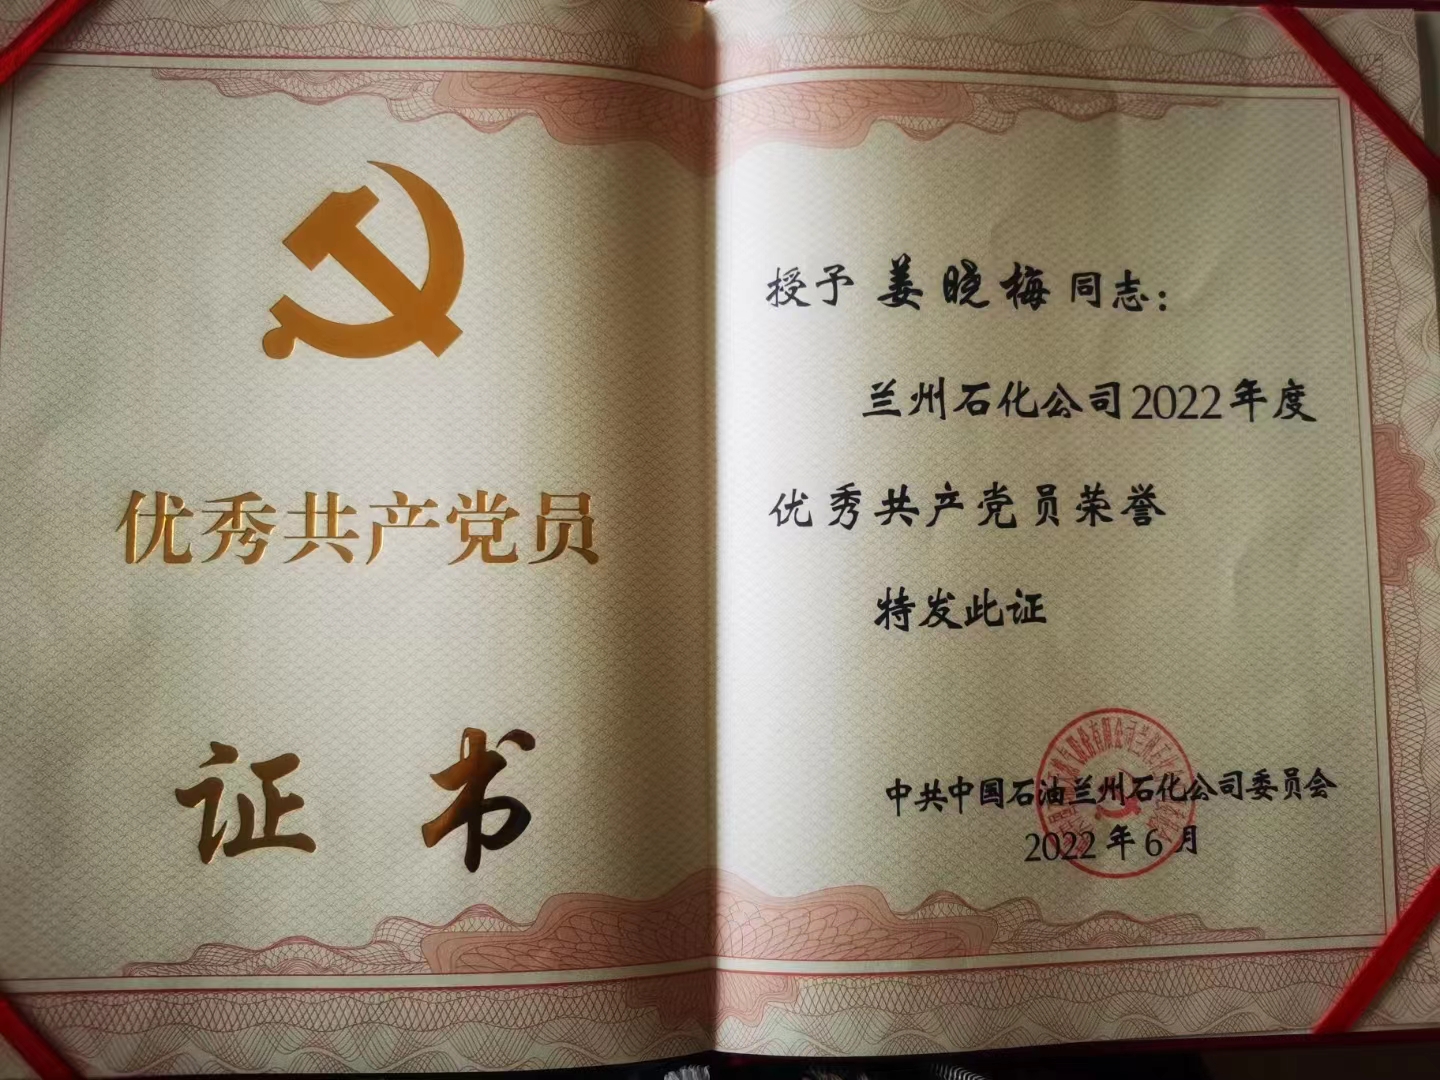 优秀共产党员
证书
授予 姜晓梅 同志：
兰州石化公司2022年度
优秀共产党员荣誉
特发此证
中共中国石油兰州石化公司委员会
2022年6月